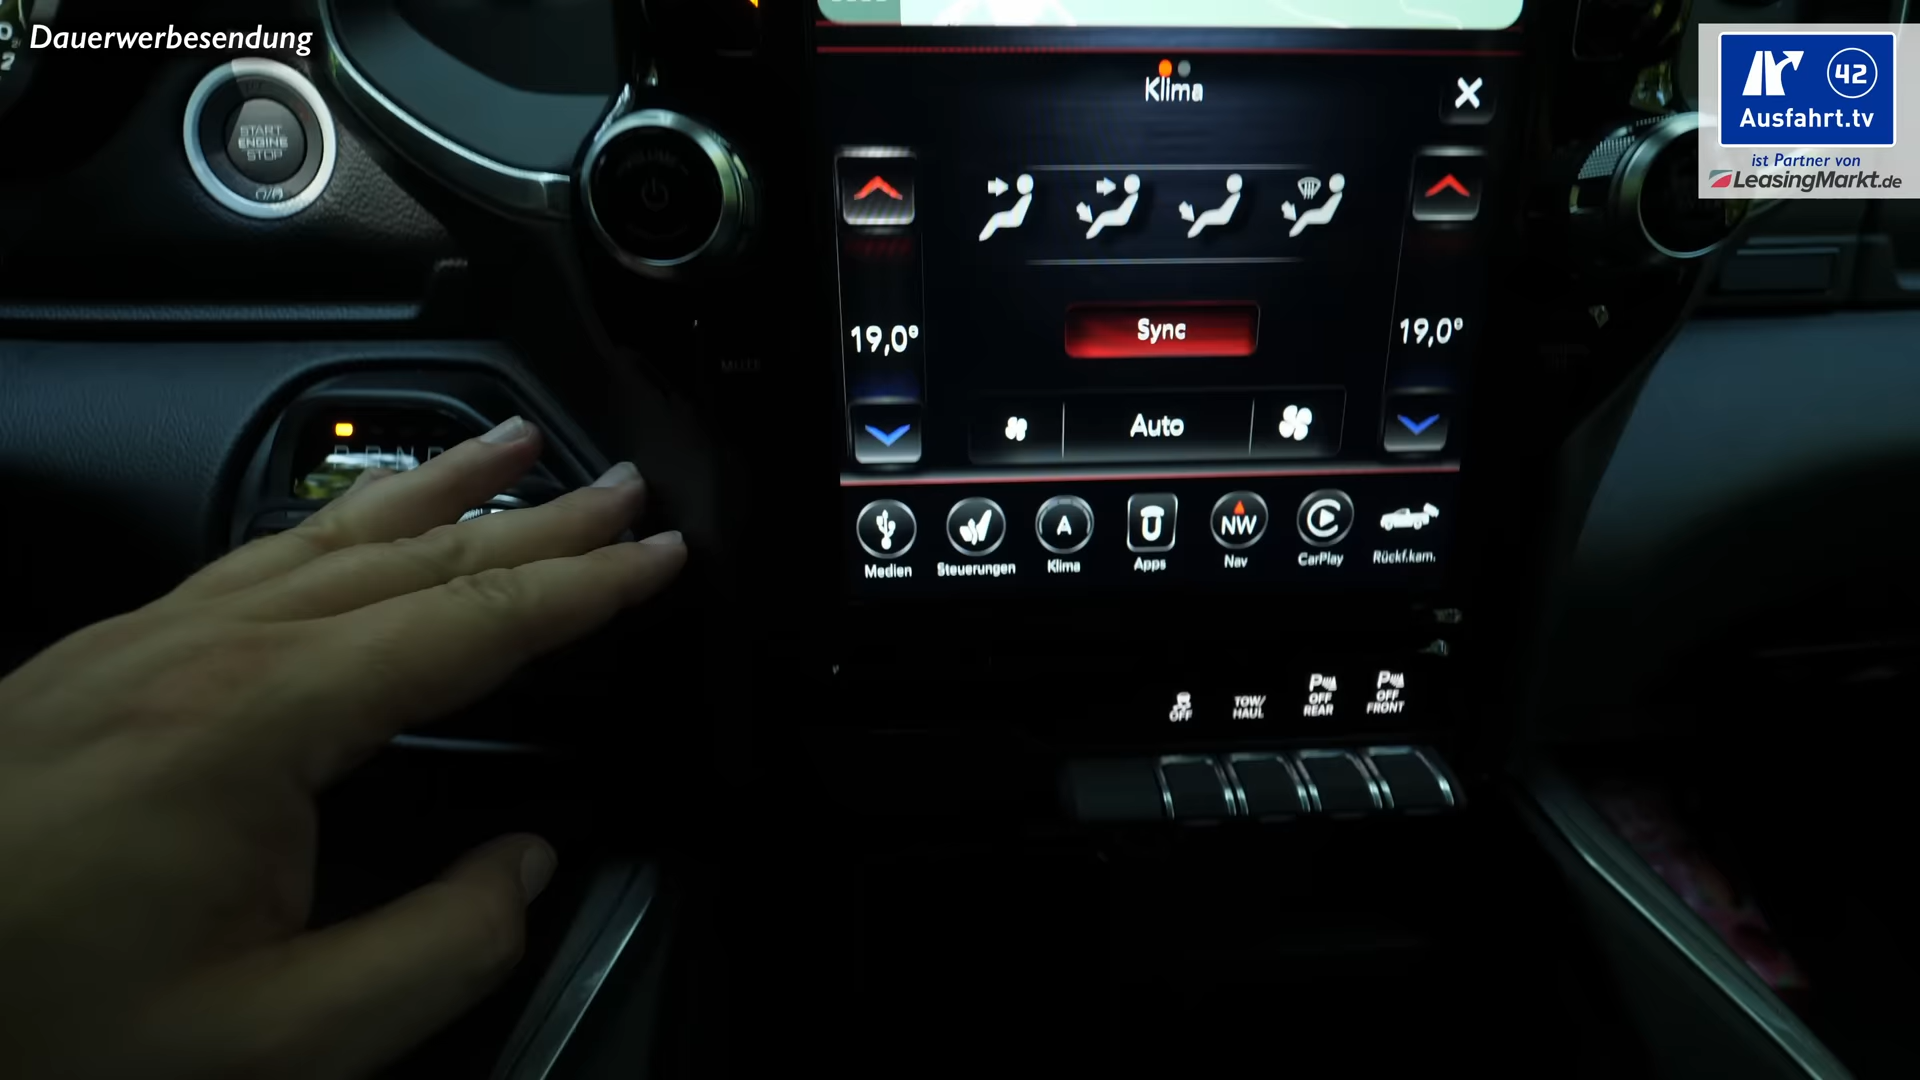 Dauerwerbesendung
42
Ausfahrt.tv
ist Partner von
LeasingMarkt.de
START
ENGINE
STOP
Klima
19,0°
Sync
19,0°
Auto
MUTE
Medien
Steuerungen
A
Klima
Apps
NW
Nav
CarPlay
Rückf.kam.
OFF
TOW/
HAUL
P
OFF
REAR
P
OFF
FRONT